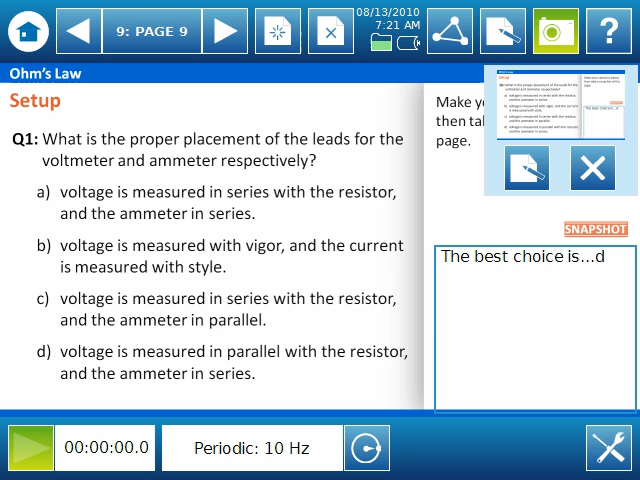 08/13/2010
7:21 AM
9: PAGE 9
?
Ohm's Law
Setup
Q1: What is the proper placement of the leads for the
voltmeter and ammeter respectively?
a) voltage is measured in series with the resistor,
and the ammeter in series.
b) voltage is measured with vigor, and the current
is measured with style.
c) voltage is measured in series with the resistor,
and the ammeter in parallel.
d) voltage is measured in parallel with the resistor,
and the ammeter in series.
Make
then
page.
SNAPSHOT
The best choice is...d
00:00:00.0
Periodic: 10 Hz